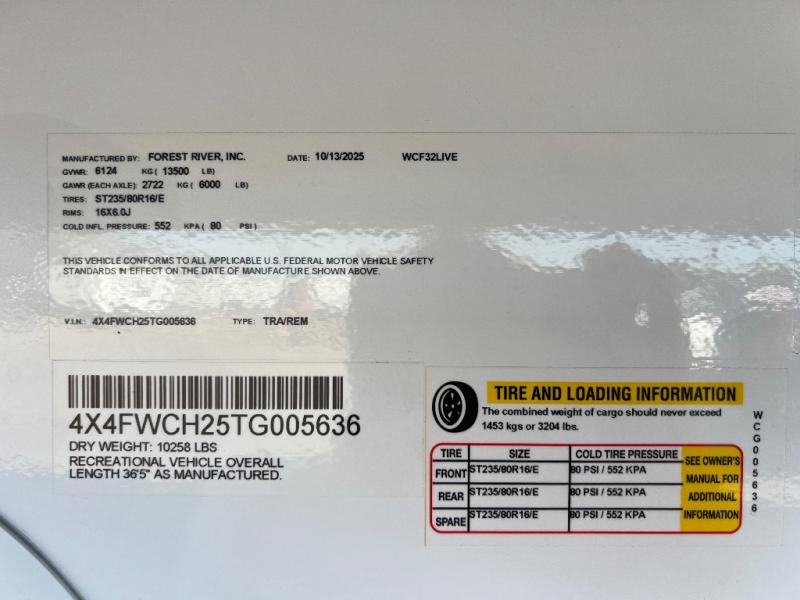 MANUFACTURED BY: FOREST RIVER, INC. DATE: 10/13/2025 WCF32LIVE
GVWR: 6124 KG ( 13500 LB)
GAWR (EACH AXLE): 2722 KG ( 6000 LB)
TIRES: ST235/80R16/E
RIMS: 16X6.0J
COLD INFL. PRESSURE: 552 KPA ( 80 PSI )
THIS VEHICLE CONFORMS TO ALL APPLICABLE U.S. FEDERAL MOTOR VEHICLE SAFETY
STANDARDS IN EFFECT ON THE DATE OF MANUFACTURE SHOWN ABOVE.
V.I.N.: 4X4FWCH25TG005636 TYPE: TRA/REM
4X4FWCH25TG005636
DRY WEIGHT: 10258 LBS
RECREATIONAL VEHICLE OVERALL
LENGTH 36'5" AS MANUFACTURED.
TIRE AND LOADING INFORMATION
The combined weight of cargo should never exceed
1453 kgs or 3204 lbs.
TIRE SIZE COLD TIRE PRESSURE
FRONT ST235/80R16/E 80 PSI / 552 KPA
REAR ST235/80R16/E 80 PSI / 552 KPA
SPARE ST235/80R16/E 80 PSI / 552 KPA
SEE OWNER'S
MANUAL FOR
ADDITIONAL
INFORMATION
WCG005636